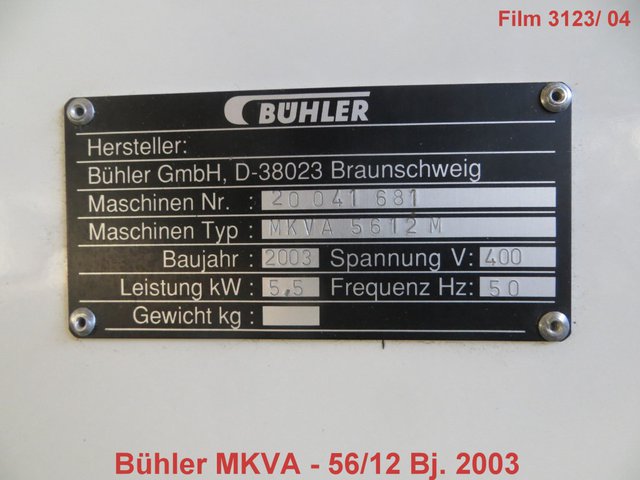 Film 3123/ 04
BÜHLER
Hersteller:
Bühler GmbH, D-38023 Braunschweig
Maschinen Nr. : 20 041 681
Maschinen Typ : MKVA 5612 M
Baujahr : 2003 Spannung V: 400
Leistung kW : 5,5 Frequenz Hz: 50
Gewicht kg :
Bühler MKVA - 56/12 Bj. 2003